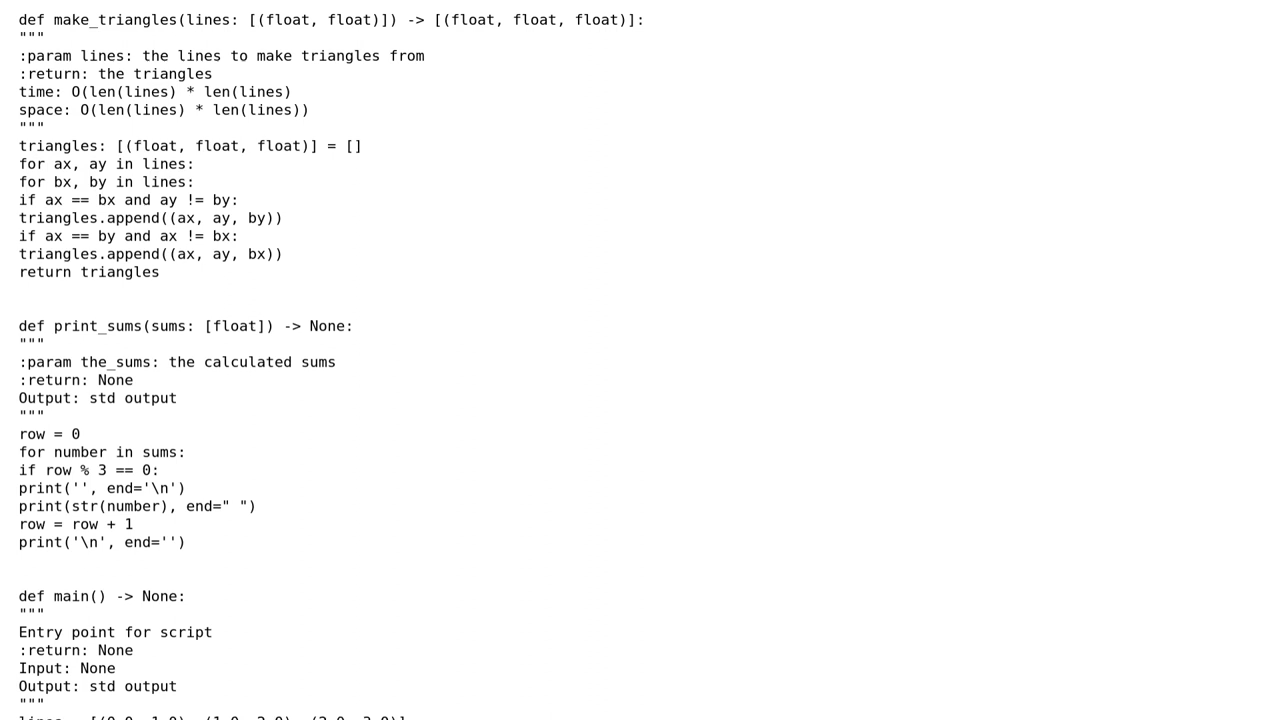 def make_triangles(lines: [(float, float)]) -> [(float, float, float)]:
"""
:param lines: the lines to make triangles from
:return: the triangles
time: O(len(lines) * len(lines)
space: O(len(lines) * len(lines))
"""
triangles: [(float, float, float)] = []
for ax, ay in lines:
for bx, by in lines:
if ax == bx and ay != by:
triangles.append((ax, ay, by))
if ax == by and ax != bx:
triangles.append((ax, ay, bx))
return triangles
def print_sums(sums: [float]) -> None:
"""
:param the_sums: the calculated sums
:return: None
Output: std output
"""
row = 0
for number in sums:
if row % 3 == 0:
print('', end='\n')
print(str(number), end=" ")
row = row + 1
print('\n', end='')
def main() -> None:
"""
Entry point for script
:return: None
Input: None
Output: std output
"""